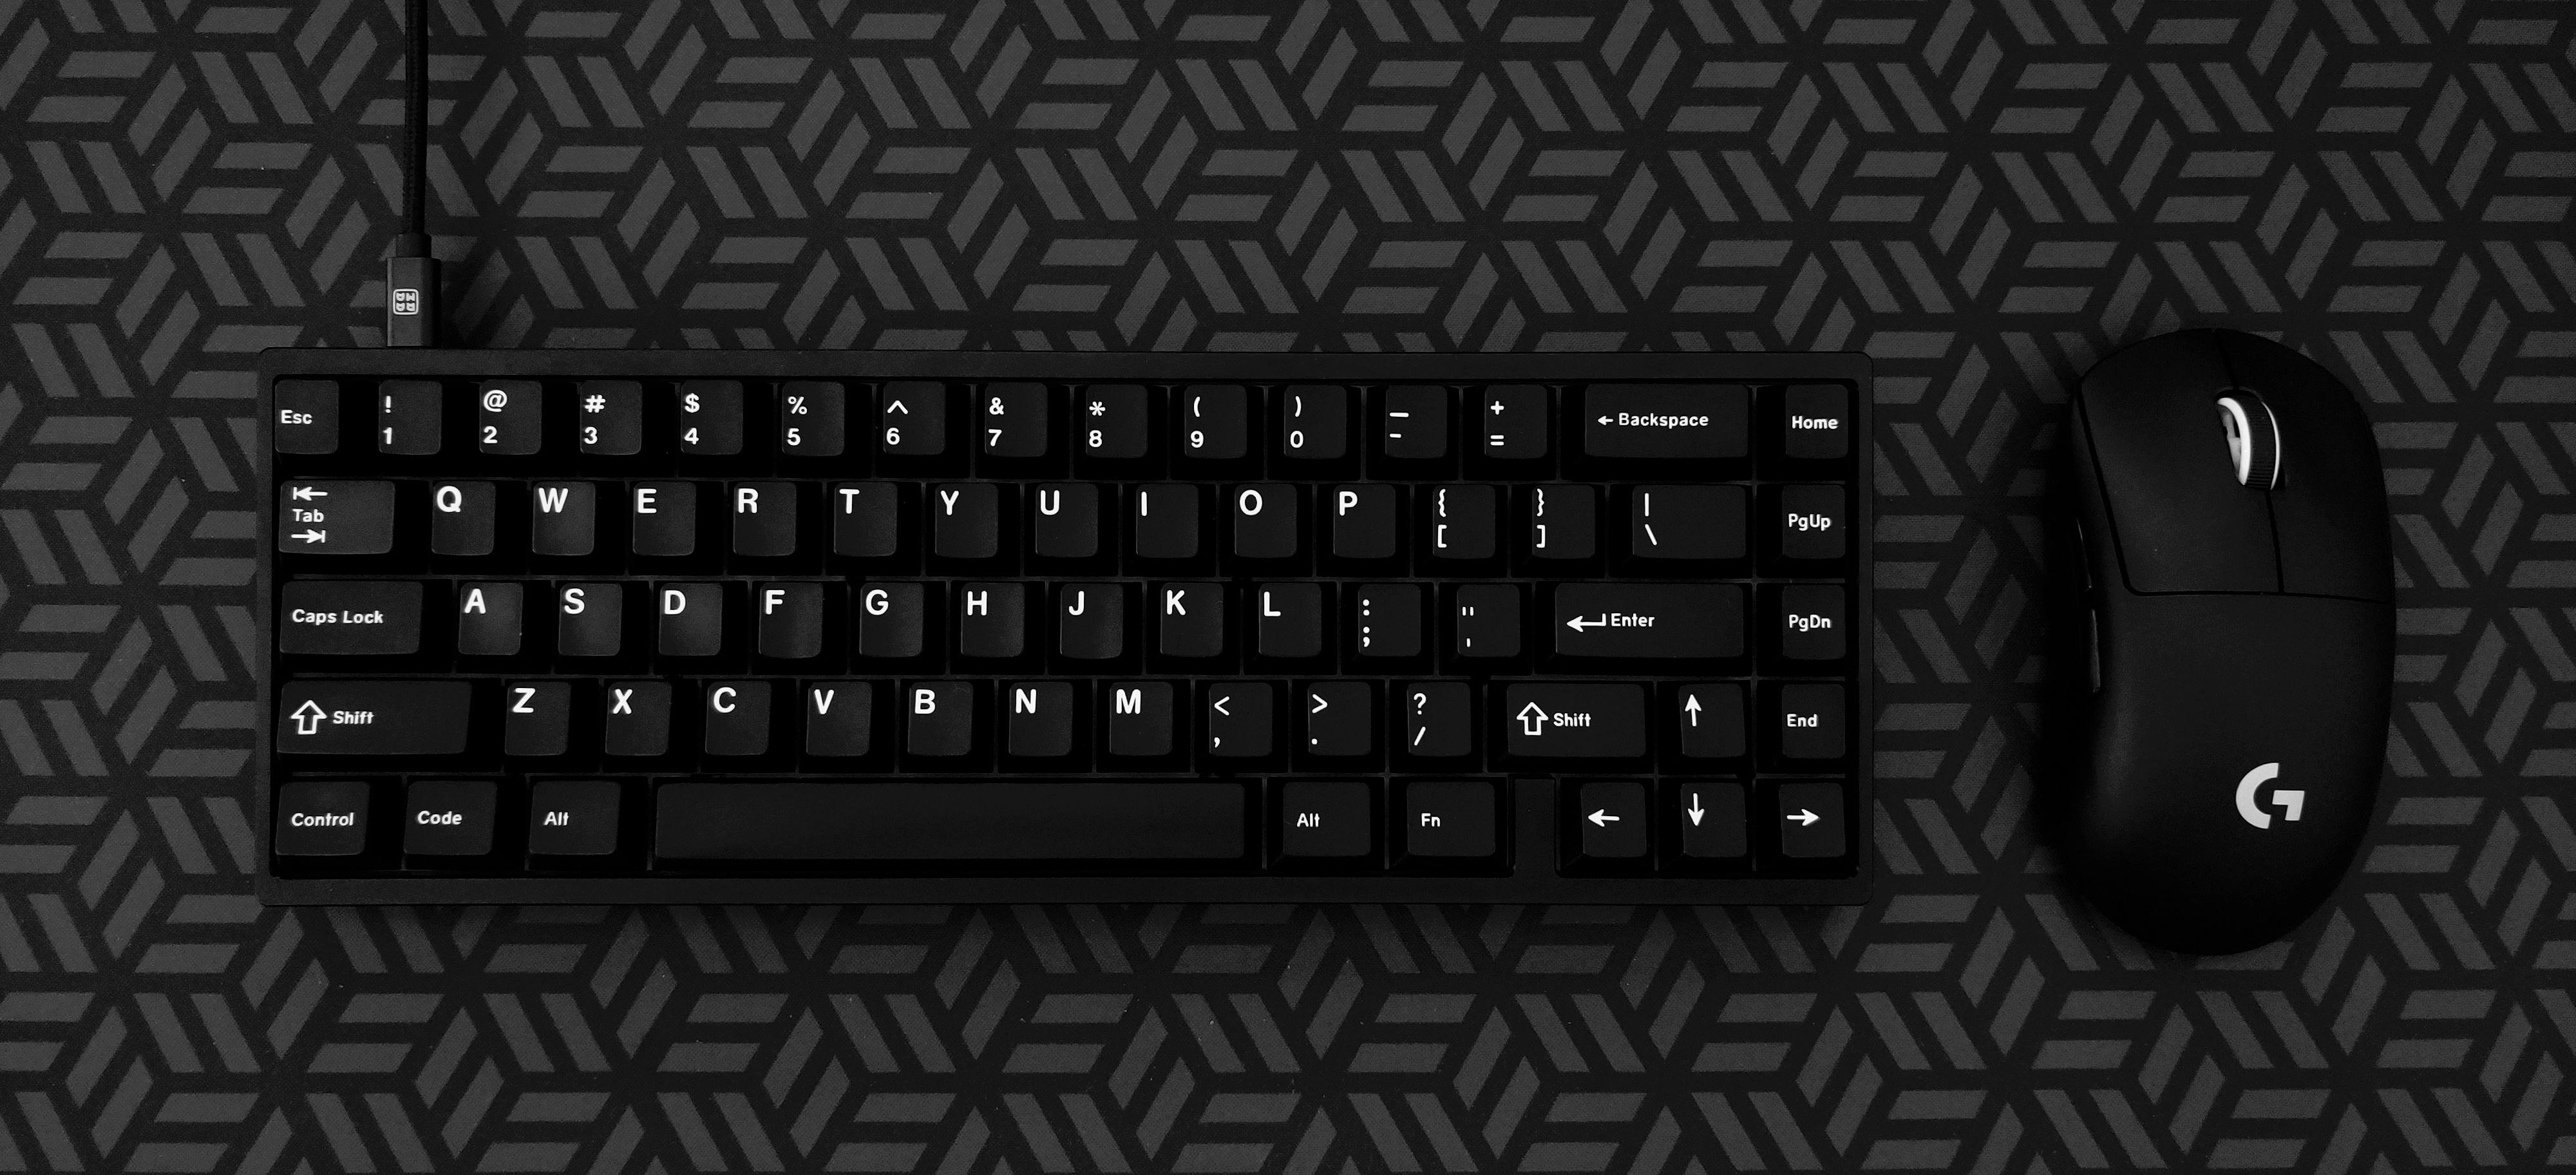 Esc ! 1 @ 2 # 3 $ 4 % 5 ^ 6 & 7 * 8 ( 9 ) 0 _ - + = ← Backspace Home
⇤ Tab ⇥ Q W E R T Y U I O P { [ } ] | \ PgUp
Caps Lock A S D F G H J K L : ; " ' ↵ Enter PgDn
⇧ Shift Z X C V B N M < , > . ? / ⇧ Shift ↑ End
Control Code Alt Alt Fn ← ↓ →
G